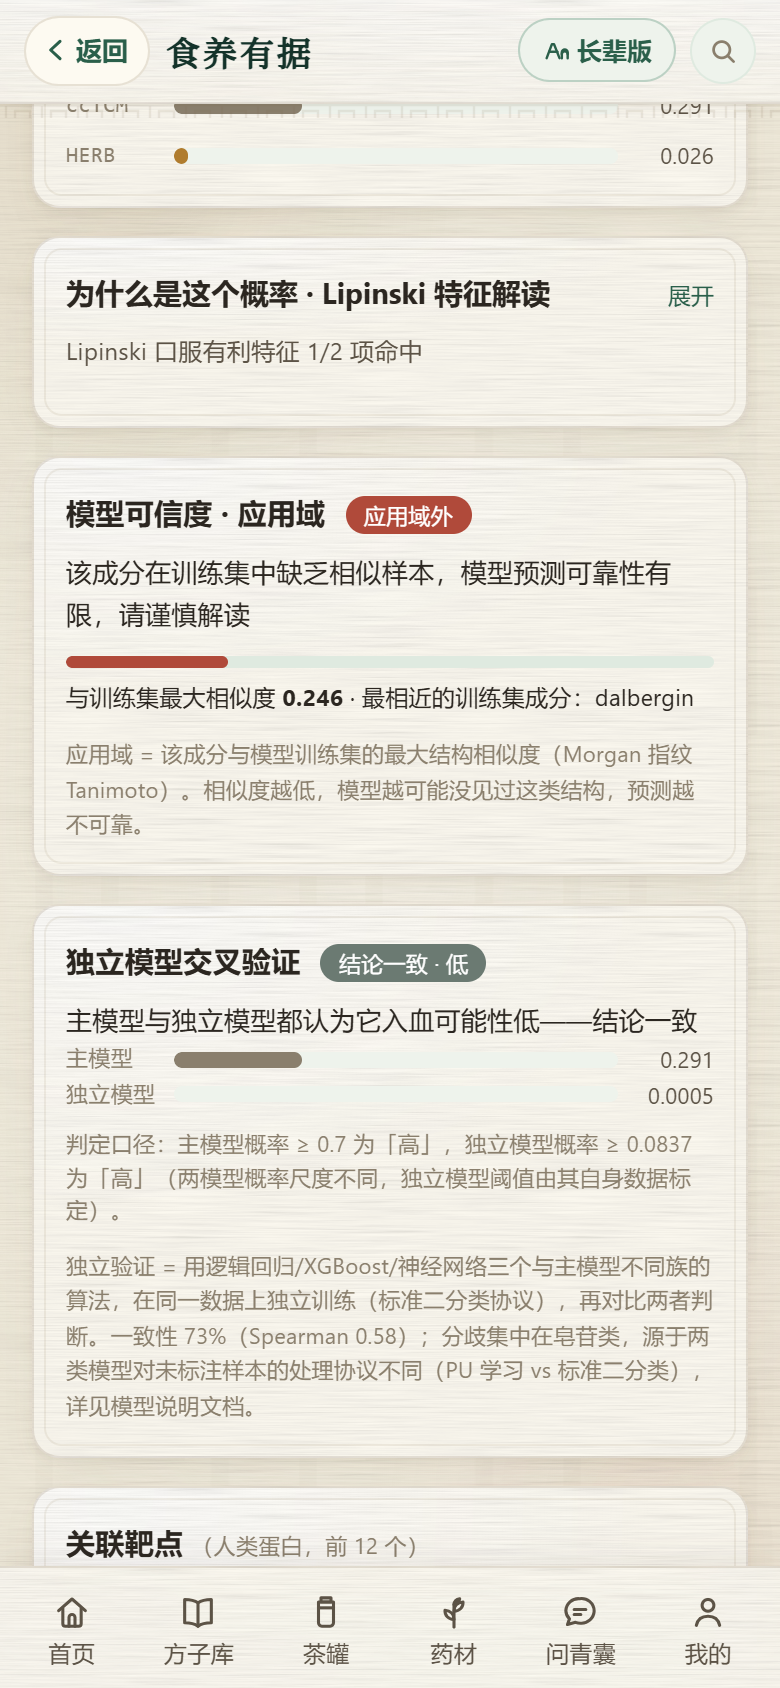 返回
食养有据
长辈版
CCTCM 0.291
HERB 0.026
为什么是这个概率 · Lipinski 特征解读 展开
Lipinski 口服有利特征 1/2 项命中
模型可信度 · 应用域 应用域外
该成分在训练集中缺乏相似样本，模型预测可靠性有
限，请谨慎解读
与训练集最大相似度 0.246 · 最相近的训练集成分：dalbergin
应用域 = 该成分与模型训练集的最大结构相似度（Morgan 指纹
Tanimoto）。相似度越低，模型越可能没见过这类结构，预测越
不可靠。
独立模型交叉验证 结论一致 · 低
主模型与独立模型都认为它入血可能性低——结论一致
主模型 0.291
独立模型 0.0005
判定口径：主模型概率 ≥ 0.7 为「高」，独立模型概率 ≥ 0.0837
为「高」（两模型概率尺度不同，独立模型阈值由其自身数据标
定）。
独立验证 = 用逻辑回归/XGBoost/神经网络三个与主模型不同族的
算法，在同一数据上独立训练（标准二分类协议），再对比两者判
断。一致性 73%（Spearman 0.58）；分歧集中在皂苷类，源于两
类模型对未标注样本的处理协议不同（PU 学习 vs 标准二分类），
详见模型说明文档。
关联靶点 （人类蛋白，前 12 个）
首页 方子库 茶罐 药材 问青囊 我的